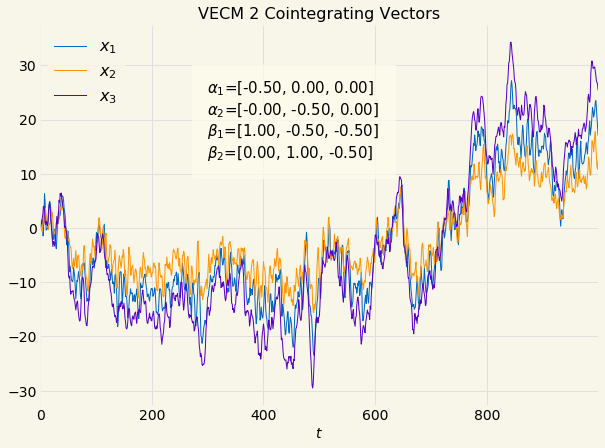 VECM 2 Cointegrating Vectors
x₁
x₂
x₃
α₁=[-0.50, 0.00, 0.00]
α₂=[-0.00, -0.50, 0.00]
β₁=[1.00, -0.50, -0.50]
β₂=[0.00, 1.00, -0.50]
30
20
10
0
−10
−20
−30
0 200 400 600 800
t